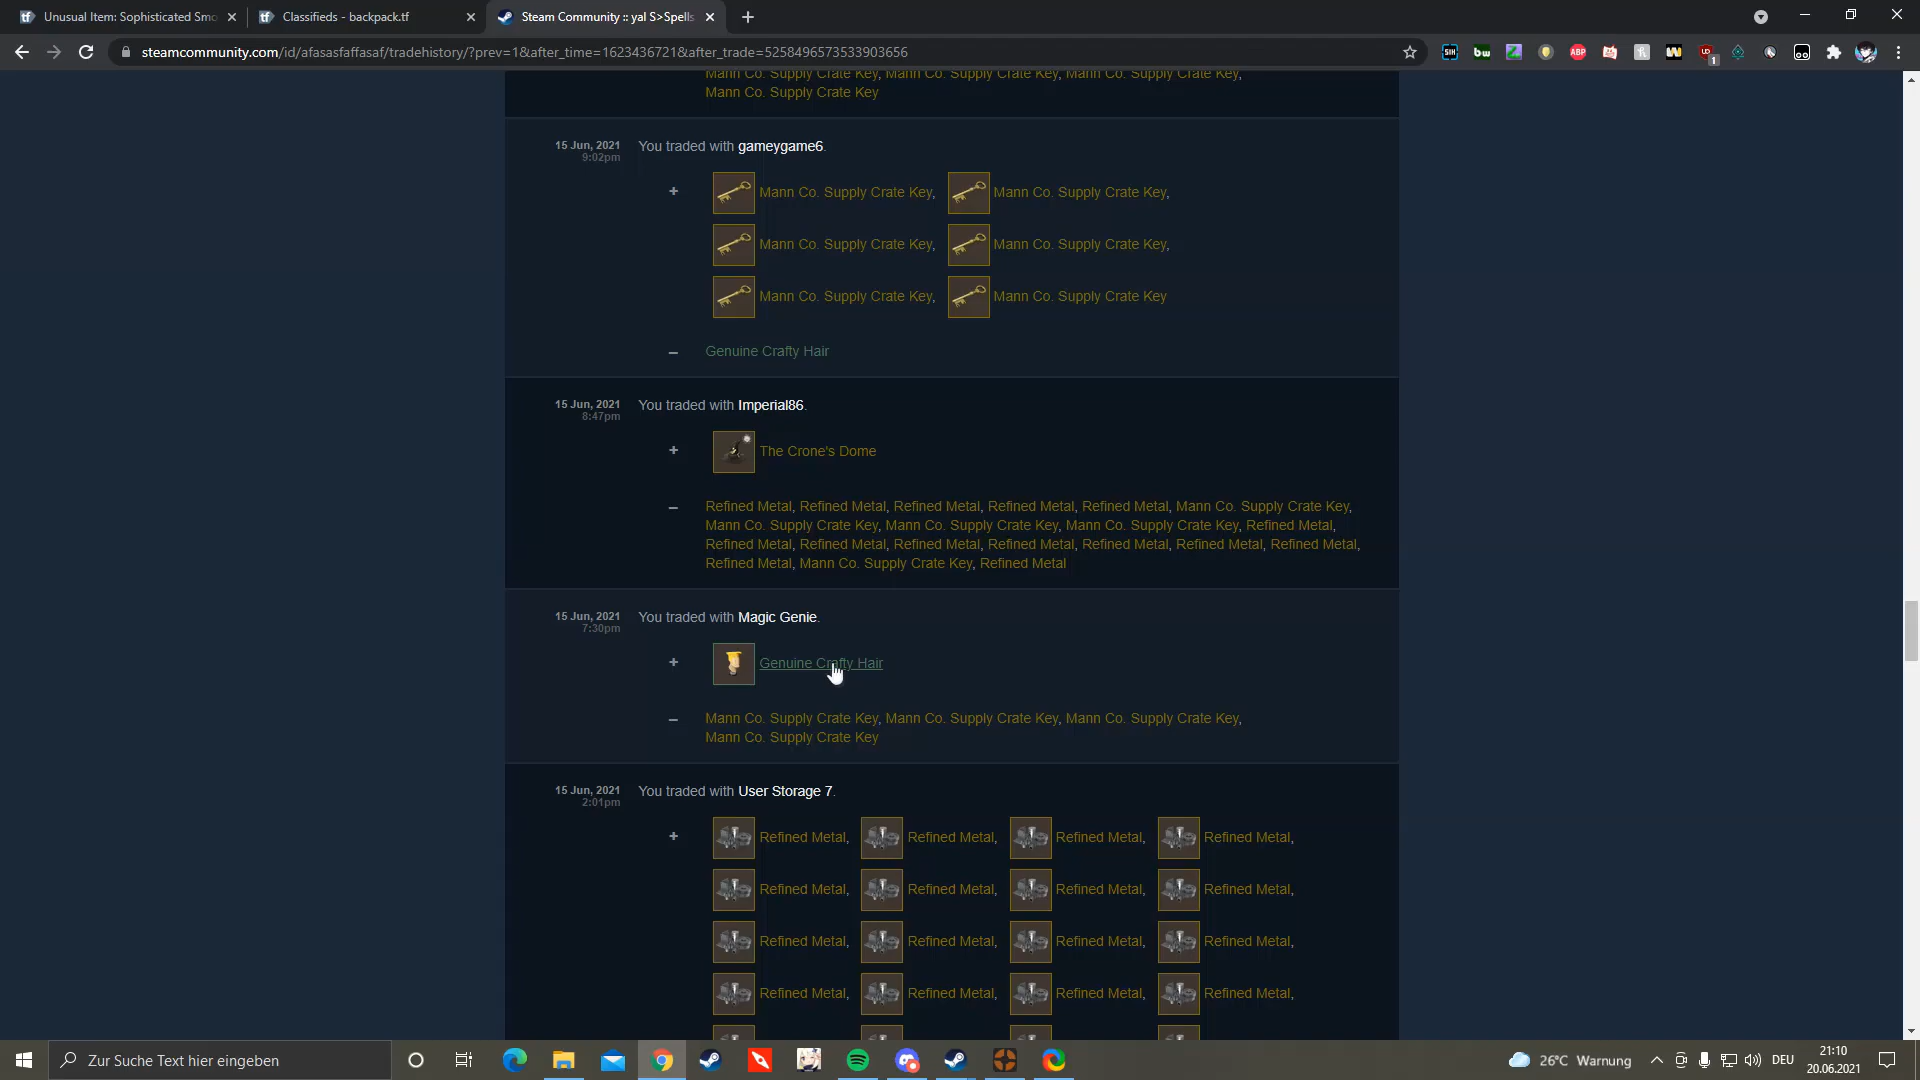 Unusual Item: Sophisticated Smo
Classifieds - backpack.tf
Steam Community :: yal S>Spells
steamcommunity.com/id/afasasfaffasaf/tradehistory/?prev=1&after_time=1623436721&after_trade=5258496573533903656
Mann Co. Supply Crate Key, Mann Co. Supply Crate Key, Mann Co. Supply Crate Key,
Mann Co. Supply Crate Key
15 Jun, 2021
9:02pm
You traded with gameygame6.
+
Mann Co. Supply Crate Key, Mann Co. Supply Crate Key,
Mann Co. Supply Crate Key, Mann Co. Supply Crate Key,
Mann Co. Supply Crate Key, Mann Co. Supply Crate Key
– Genuine Crafty Hair
15 Jun, 2021
8:47pm
You traded with Imperial86.
+ The Crone's Dome
– Refined Metal, Refined Metal, Refined Metal, Refined Metal, Refined Metal, Mann Co. Supply Crate Key,
Mann Co. Supply Crate Key, Mann Co. Supply Crate Key, Mann Co. Supply Crate Key, Refined Metal,
Refined Metal, Refined Metal, Refined Metal, Refined Metal, Refined Metal, Refined Metal, Refined Metal,
Refined Metal, Mann Co. Supply Crate Key, Refined Metal
15 Jun, 2021
7:30pm
You traded with Magic Genie.
+ Genuine Crafty Hair
– Mann Co. Supply Crate Key, Mann Co. Supply Crate Key, Mann Co. Supply Crate Key,
Mann Co. Supply Crate Key
15 Jun, 2021
2:01pm
You traded with User Storage 7.
+ Refined Metal, Refined Metal, Refined Metal, Refined Metal,
Refined Metal, Refined Metal, Refined Metal, Refined Metal,
Refined Metal, Refined Metal, Refined Metal, Refined Metal,
Refined Metal, Refined Metal, Refined Metal, Refined Metal,
Zur Suche Text hier eingeben
26°C Warnung
DEU
21:10
20.06.2021